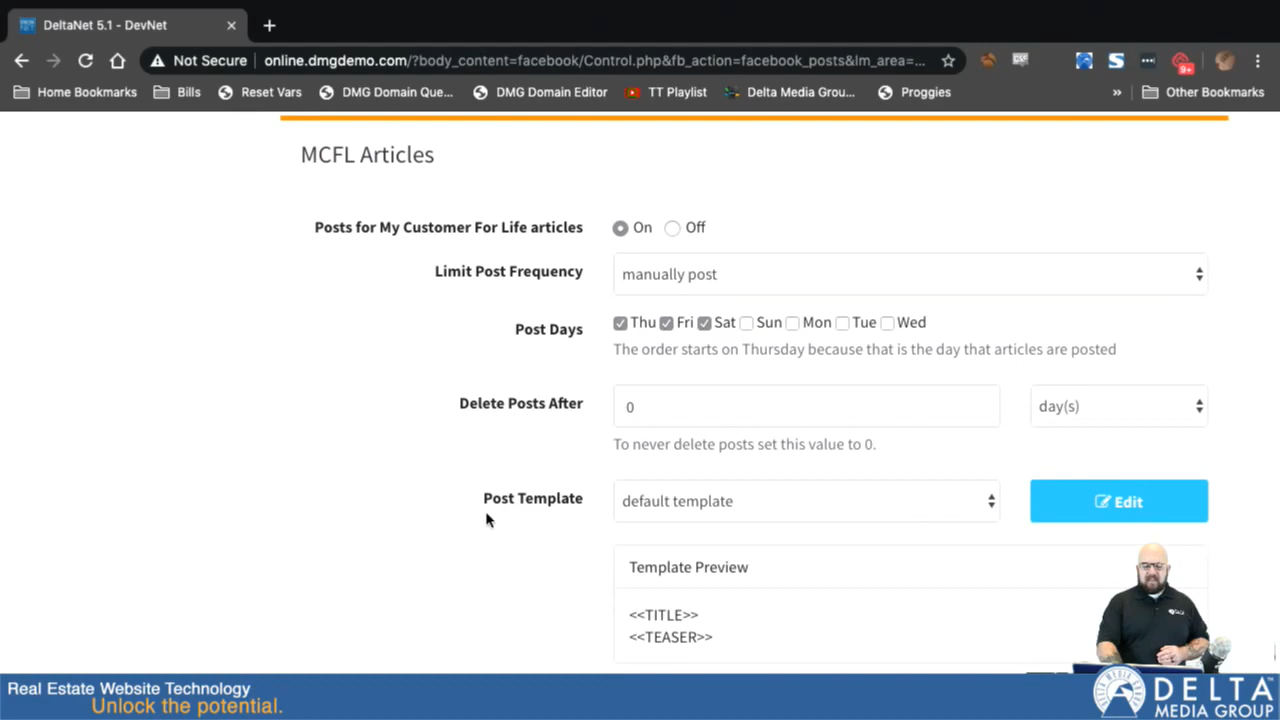 DeltaNet 5.1 - DevNet
Not Secure online.dmgdemo.com/?body_content=facebook/Control.php&fb_action=facebook_posts&lm_area=...
9+
Home Bookmarks Bills Reset Vars DMG Domain Que... DMG Domain Editor TT Playlist Delta Media Grou... Proggies » Other Bookmarks
MCFL Articles
Posts for My Customer For Life articles On Off
Limit Post Frequency manually post
Post Days Thu Fri Sat Sun Mon Tue Wed
The order starts on Thursday because that is the day that articles are posted
Delete Posts After 0 day(s)
To never delete posts set this value to 0.
Post Template default template Edit
Template Preview
<<TITLE>>
<<TEASER>>
Real Estate Website Technology
Unlock the potential.
DELTA
MEDIA GROUP™